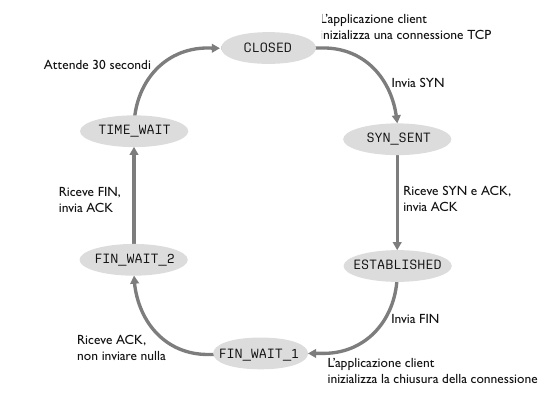 L'applicazione client
inizializza una connessione TCP
CLOSED
Attende 30 secondi
Invia SYN
TIME_WAIT
SYN_SENT
Riceve FIN,
invia ACK
Riceve SYN e ACK,
invia ACK
FIN_WAIT_2
ESTABLISHED
Invia FIN
Riceve ACK,
non inviare nulla
FIN_WAIT_1
L'applicazione client
inizializza la chiusura della connessione